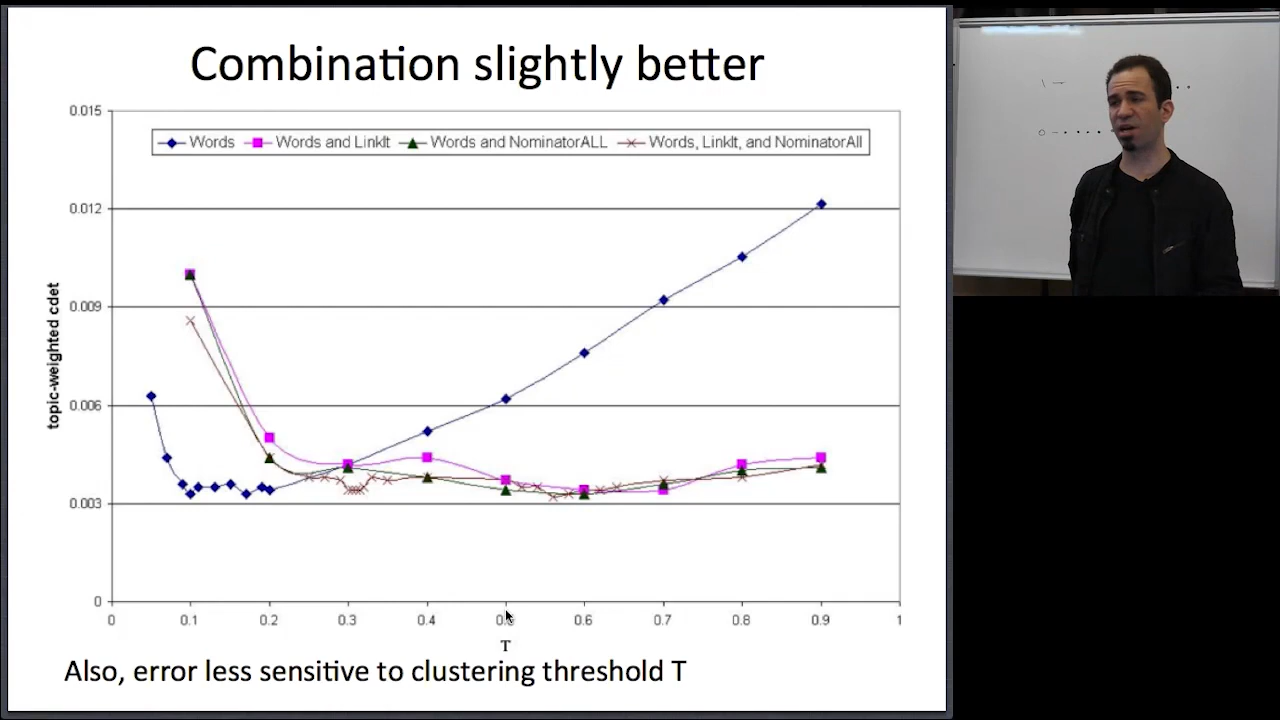 Combination slightly better
0.015
Words Words and LinkIt Words and NominatorALL Words, LinkIt, and NominatorAll
0.012
0.009
0.006
0.003
0
topic-weighted cdet
0 0.1 0.2 0.3 0.4 0.5 0.6 0.7 0.8 0.9 1
T
Also, error less sensitive to clustering threshold T